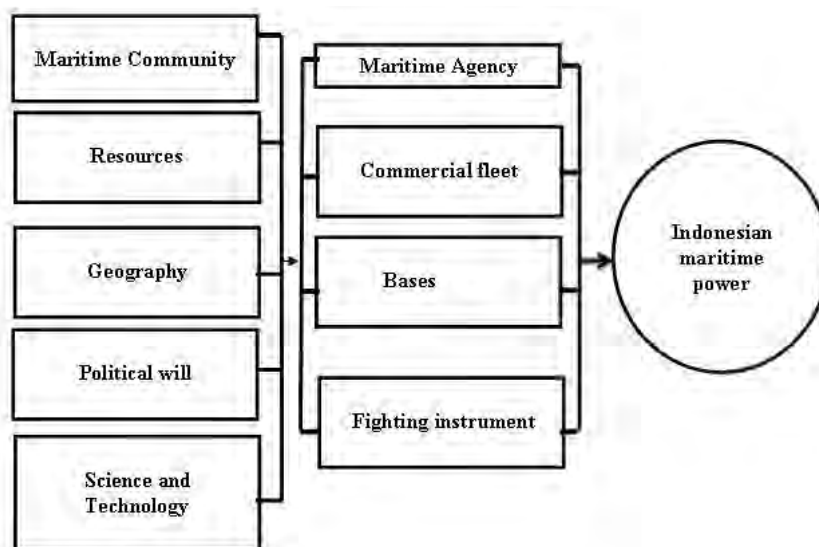 Maritime Community
Resources
Geography
Political will
Science and
Technology
Maritime Agency
Commercial fleet
Bases
Fighting instrument
Indonesian
maritime
power